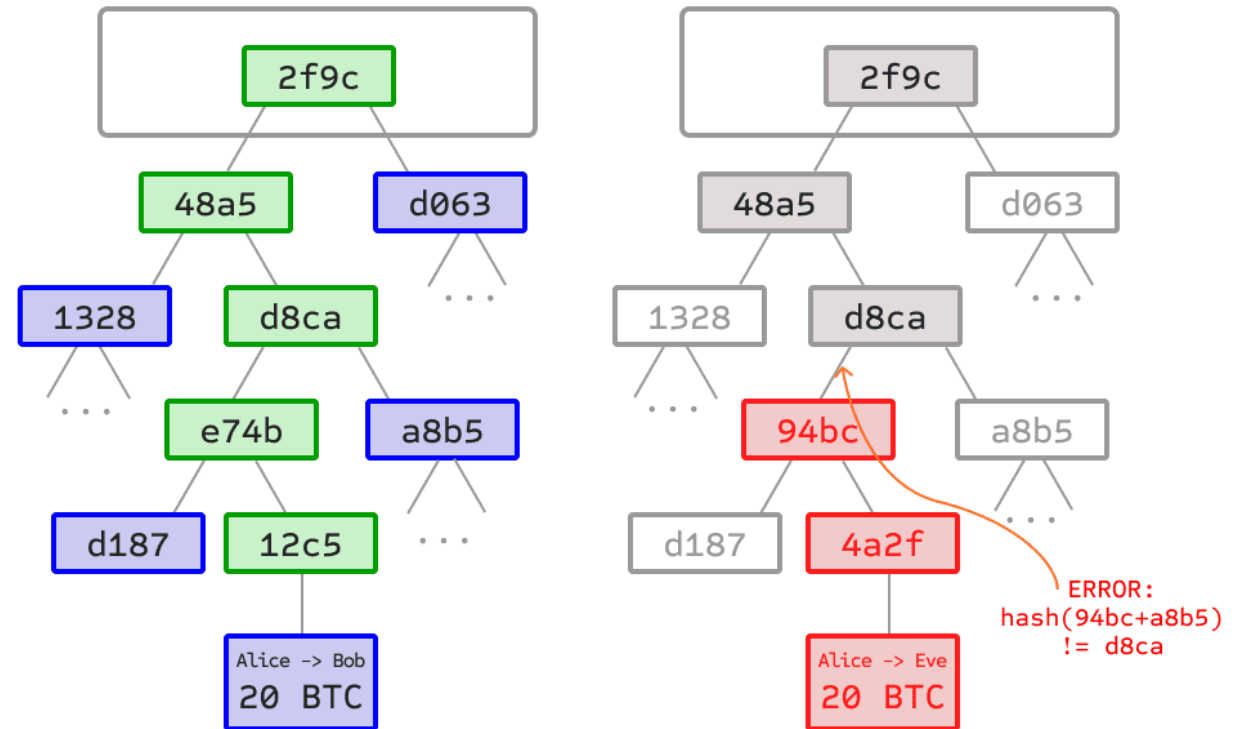 2f9c
48a5
d063
1328
d8ca
...
...
e74b
a8b5
d187
12c5
...
Alice -> Bob
20 BTC
2f9c
48a5
d063
1328
d8ca
...
...
94bc
a8b5
d187
4a2f
...
ERROR:
hash(94bc+a8b5)
!= d8ca
Alice -> Eve
20 BTC